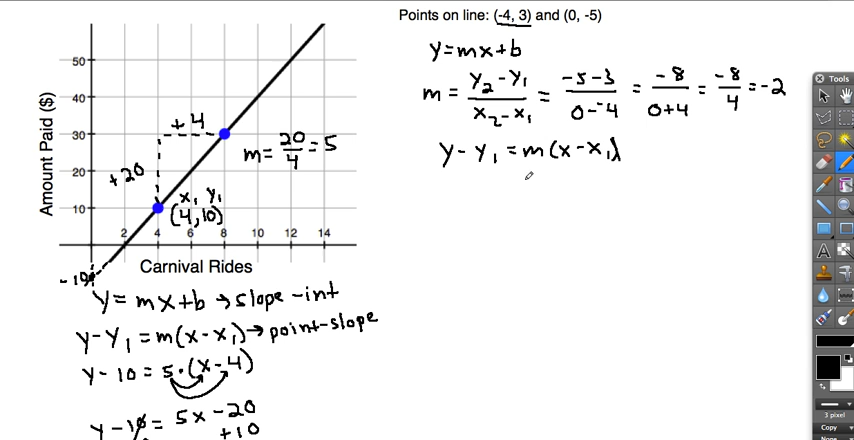 Points on line: (-4, 3) and (0, -5)
y=mx+b
m = y₂-y₁/x₂-x₁ = -5-3/0--4 = -8/0+4 = -8/4 = -2
y-y₁=m(x-x₁)
Amount Paid ($)
50
40
30
20
10
+4
+20
m = 20/4 = 5
x₁ y₁
(4,10)
2 4 6 8 10 12 14
-10
Carnival Rides
y=mx+b → slope-int
y-y₁=m(x-x₁) → point-slope
y-10=5·(x-4)
y-10=5x-20
+10
Tools
A
3 pixel
Copy